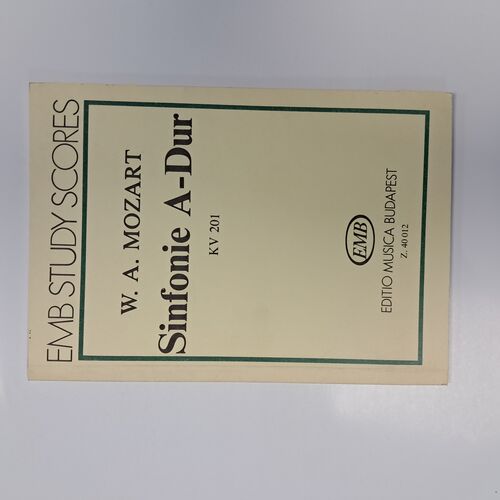 EMB STUDY SCORES
W. A. MOZART
Sinfonie A-Dur
KV 201
EMB
EDITIO MUSICA BUDAPEST
Z. 40 012